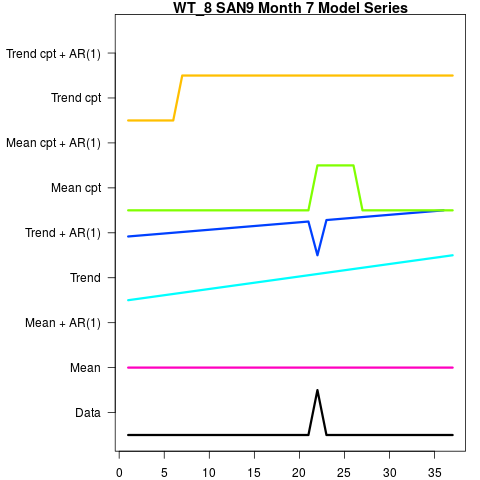 WT_8 SAN9 Month 7 Model Series
Trend cpt + AR(1)
Trend cpt
Mean cpt + AR(1)
Mean cpt
Trend + AR(1)
Trend
Mean + AR(1)
Mean
Data
0 5 10 15 20 25 30 35